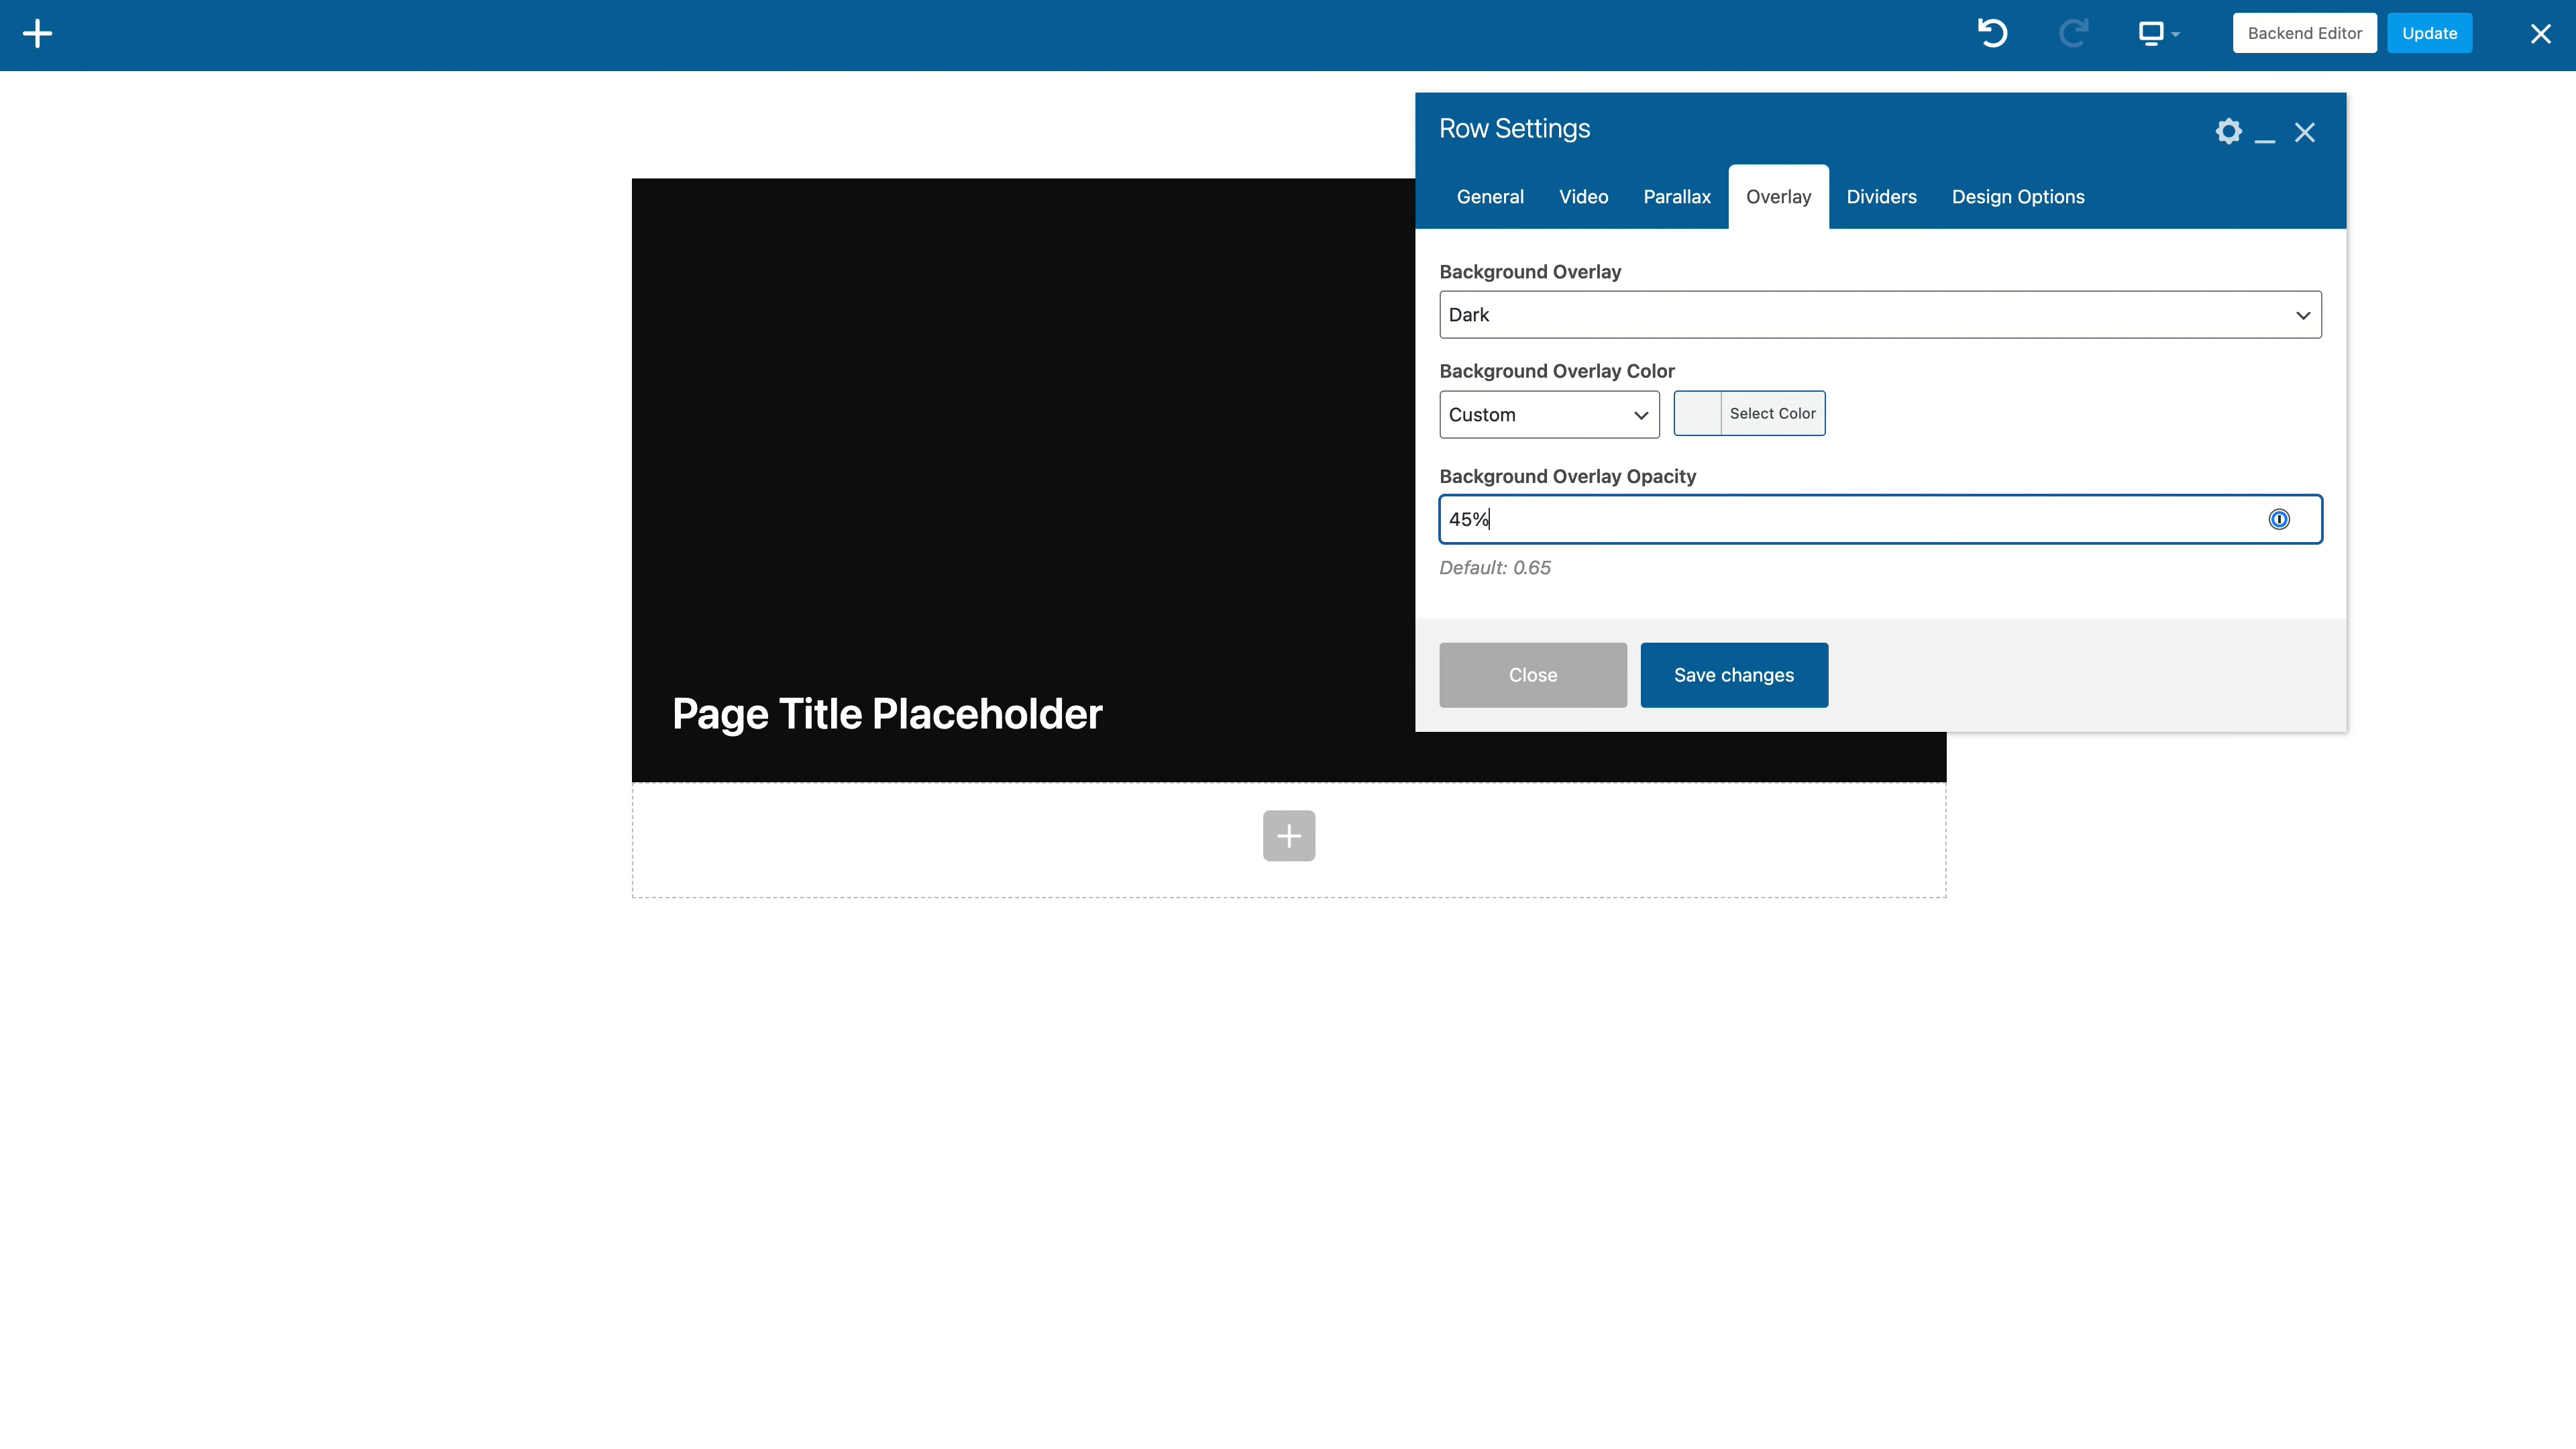 Backend Editor
Update
Row Settings
General Video Parallax Overlay Dividers Design Options
Background Overlay
Dark
Background Overlay Color
Custom
Select Color
Background Overlay Opacity
45%
Default: 0.65
Close
Save changes
Page Title Placeholder